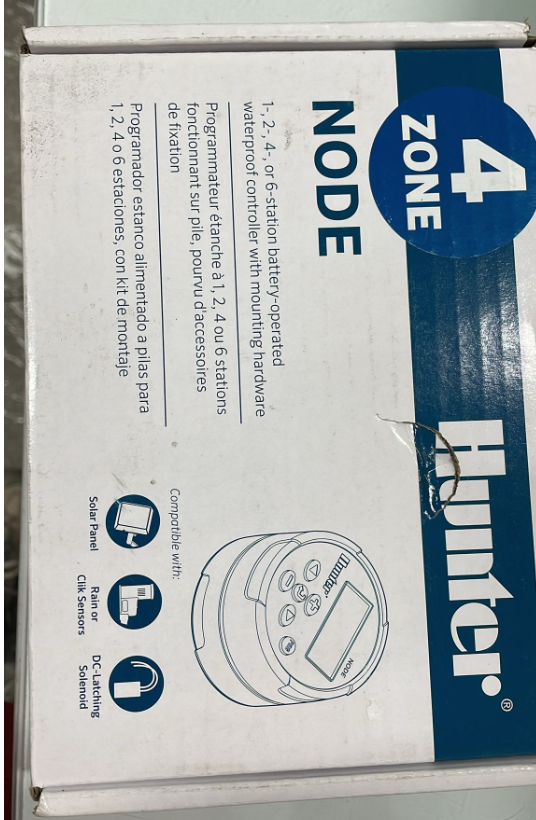 4
ZONE
Hunter®
NODE
1-, 2-, 4-, or 6-station battery-operated
waterproof controller with mounting hardware
Programmateur étanche à 1, 2, 4 ou 6 stations
fonctionnant sur pile, pourvu d'accessoires
de fixation
Programador estanco alimentado a pilas para
1, 2, 4 o 6 estaciones, con kit de montaje
Hunter
NODE
Compatible with:
Solar Panel
Rain or
Clik Sensors
DC-Latching
Solenoid